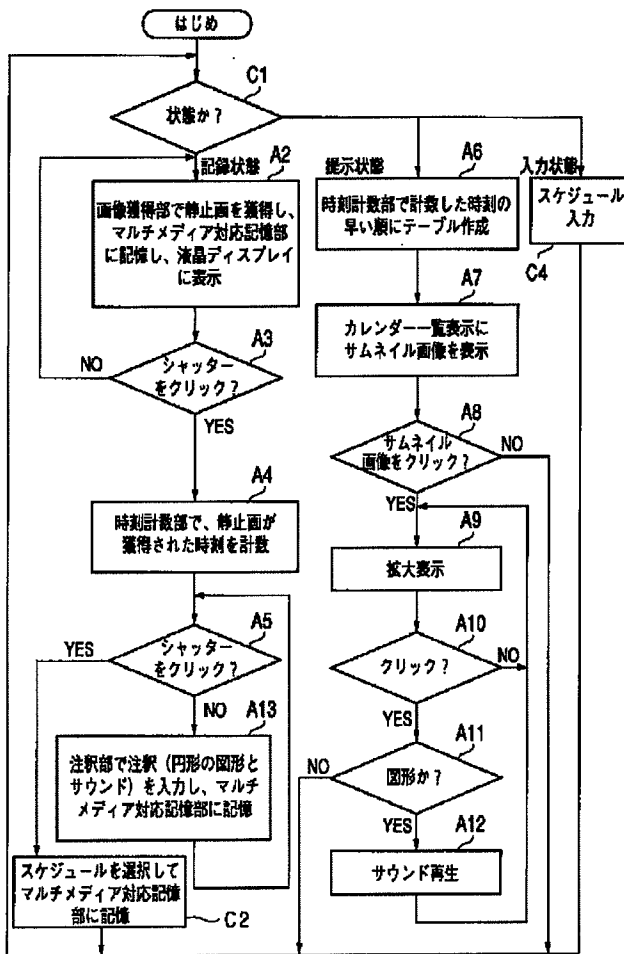 はじめ
C1
状態か？
記録状態
A2
画像獲得部で静止画を獲得し、
マルチメディア対応記憶部
に記憶し、液晶ディスプレイ
に表示
A3
シャッター
をクリック？
NO
YES
A4
時刻計数部で、静止画が
獲得された時刻を計数
A5
シャッター
をクリック？
YES
NO
A13
注釈部で注釈（円形の図形と
サウンド）を入力し、マルチ
メディア対応記憶部に記憶
スケジュールを選択して
マルチメディア対応記憶
部に記憶
C2
提示状態
A6
時刻計数部で計数した時刻の
早い順にテーブル作成
A7
カレンダー一覧表示に
サムネイル画像を表示
A8
サムネイル
画像をクリック？
NO
YES
A9
拡大表示
A10
クリック？
NO
YES
A11
図形か？
NO
YES
A12
サウンド再生
入力状態
スケジュール
入力
C4